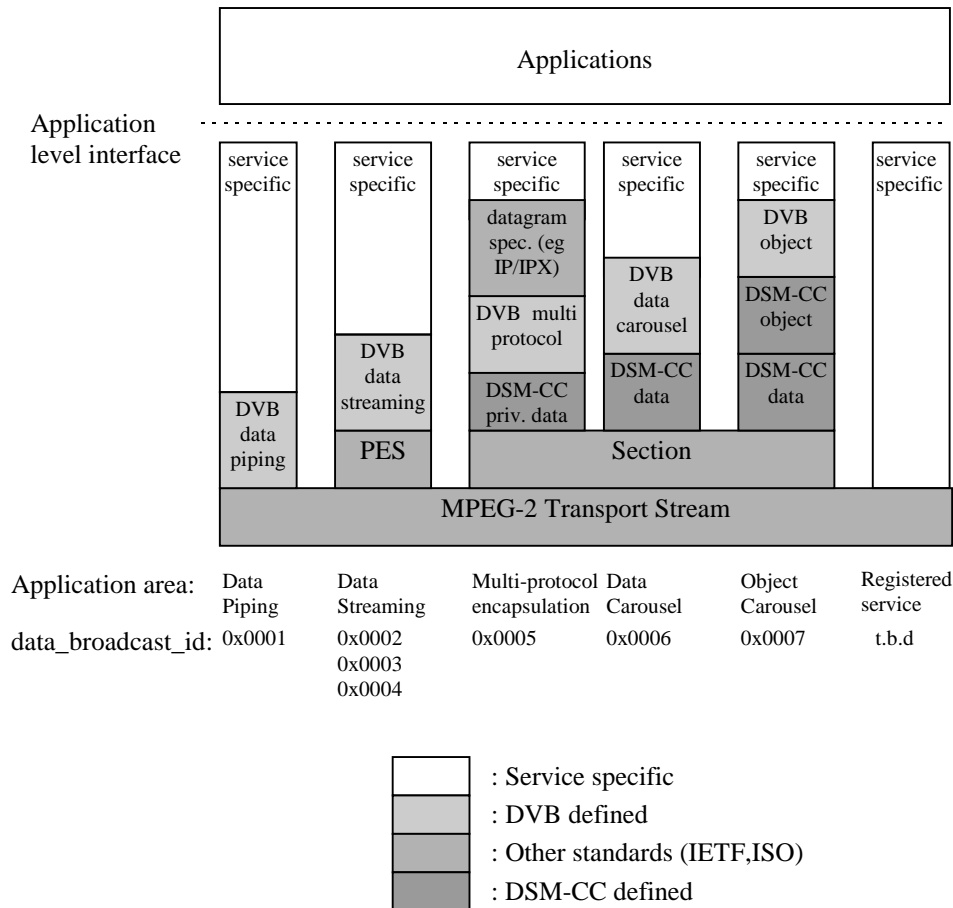 Applications
Application
level interface
service
specific
service
specific
service
specific
service
specific
service
specific
service
specific
datagram
spec. (eg
IP/IPX)
DVB
object
DVB
data
carousel
DSM-CC
object
DVB multi
protocol
DVB
data
streaming
DSM-CC
data
DSM-CC
data
DSM-CC
priv. data
DVB
data
piping
PES
Section
MPEG-2 Transport Stream
Application area:
Data
Piping
Data
Streaming
Multi-protocol
encapsulation
Data
Carousel
Object
Carousel
Registered
service
data_broadcast_id:
0x0001
0x0002
0x0003
0x0004
0x0005
0x0006
0x0007
t.b.d
: Service specific
: DVB defined
: Other standards (IETF,ISO)
: DSM-CC defined